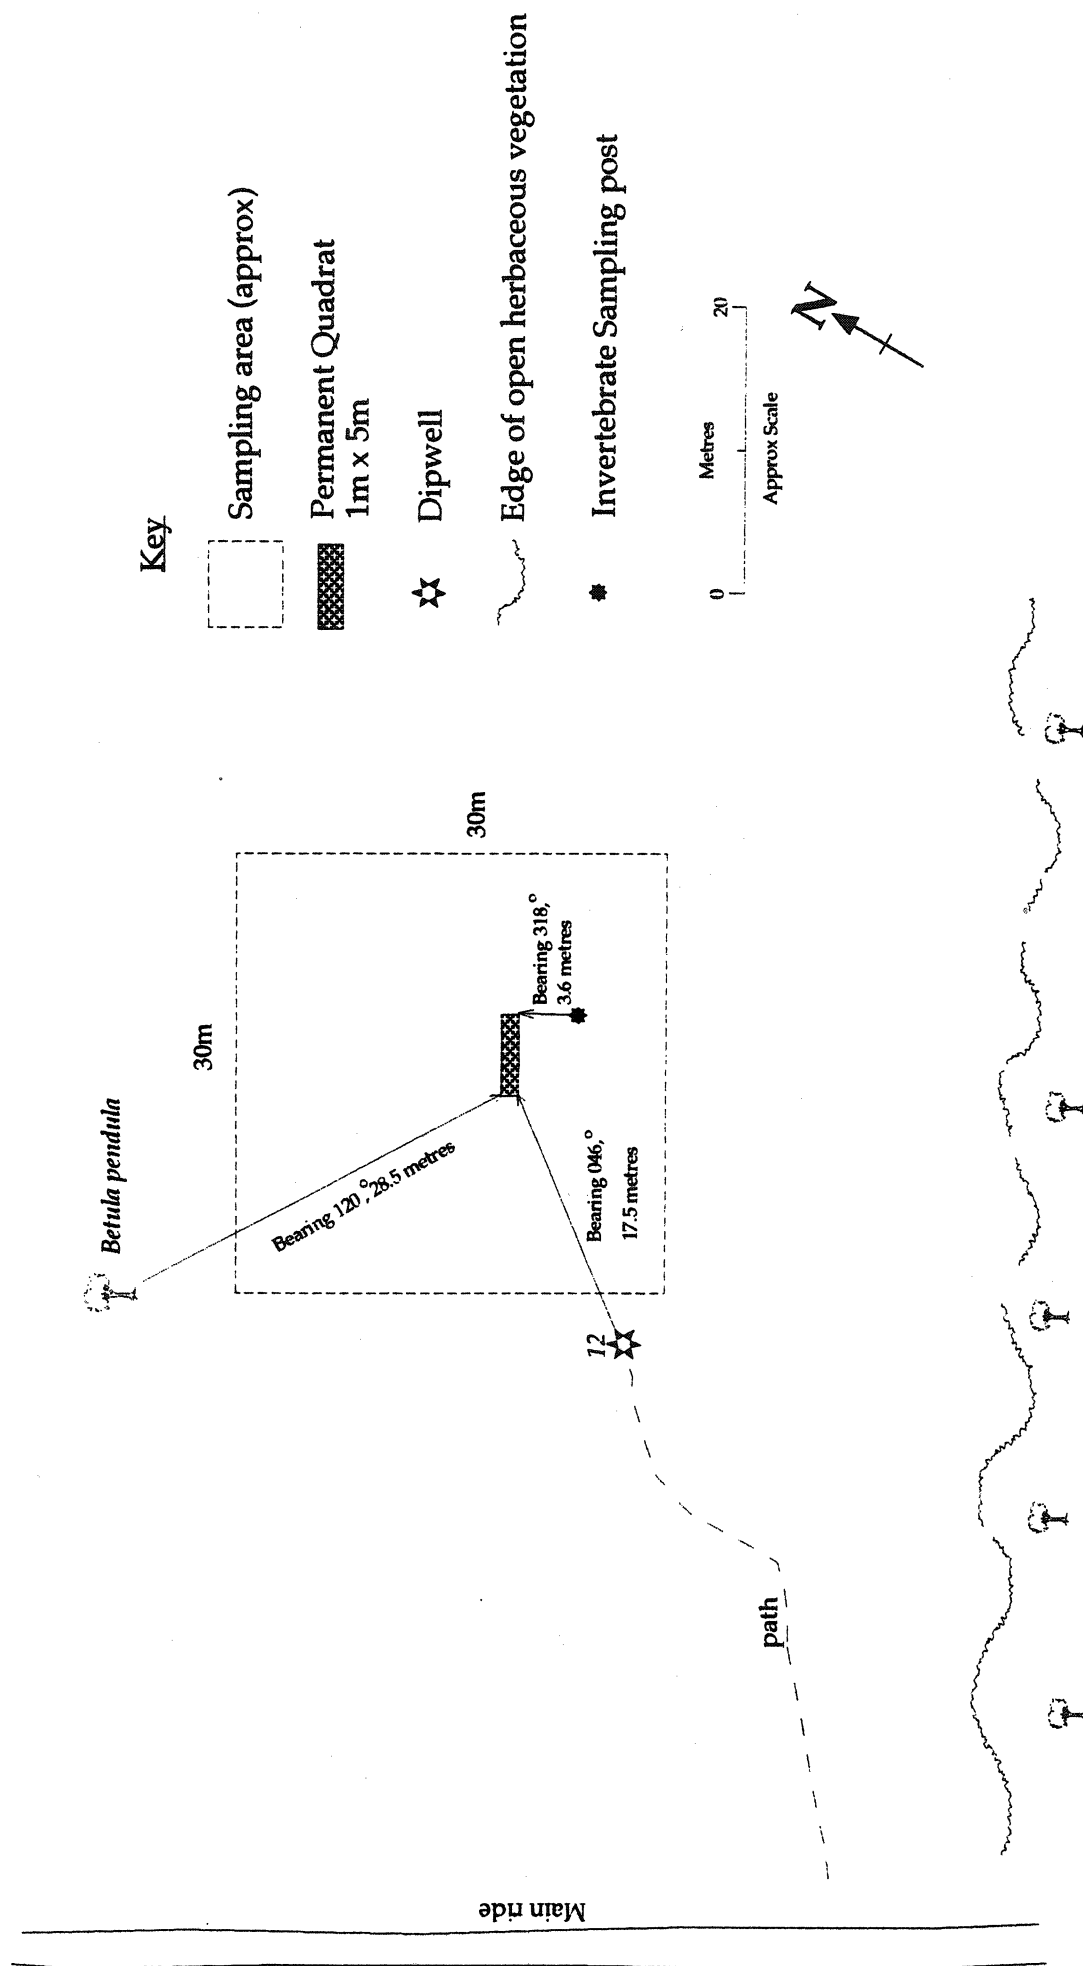 Key
Sampling area (approx)
Permanent Quadrat
1m x 5m
Dipwell
Edge of open herbaceous vegetation
Invertebrate Sampling post
0
20
Metres
Approx Scale
N
Betula pendula
30m
30m
Bearing 120°, 28.5 metres
Bearing 318,°
3.6 metres
Bearing 046,°
17.5 metres
12
path
Main ride